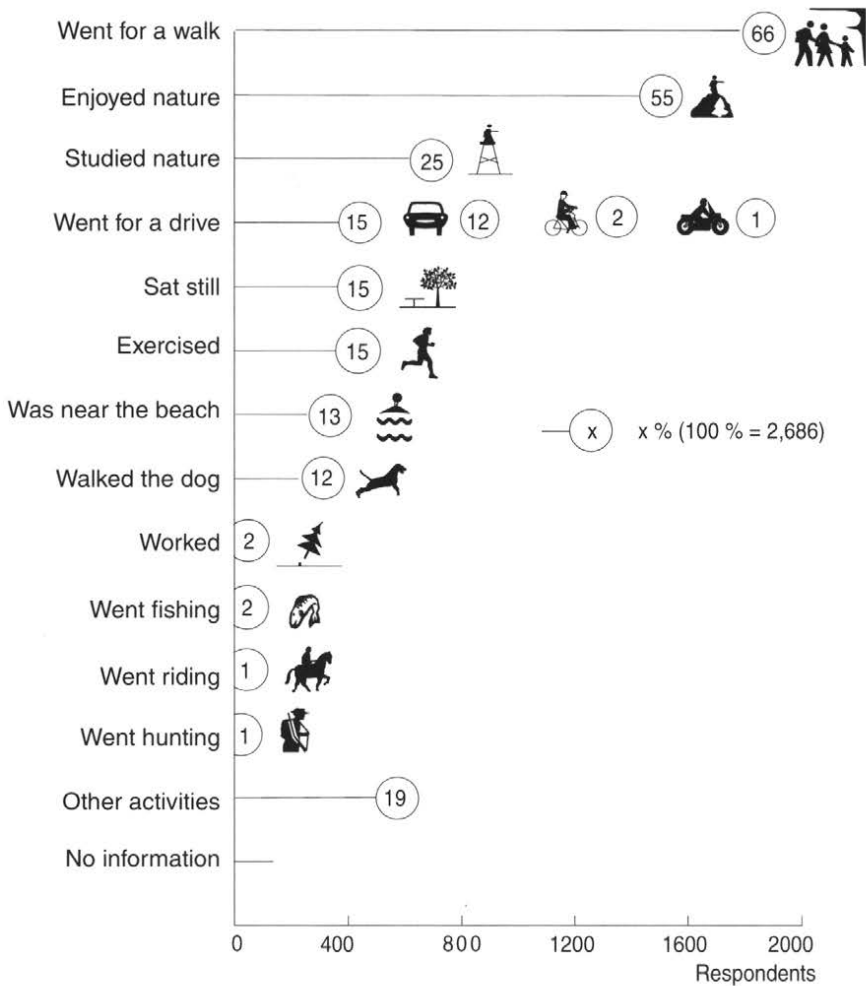 Went for a walk 66
Enjoyed nature 55
Studied nature 25
Went for a drive 15 12 2 1
Sat still 15
Exercised 15
Was near the beach 13
x x % (100 % = 2,686)
Walked the dog 12
Worked 2
Went fishing 2
Went riding 1
Went hunting 1
Other activities 19
No information
0 400 800 1200 1600 2000
Respondents